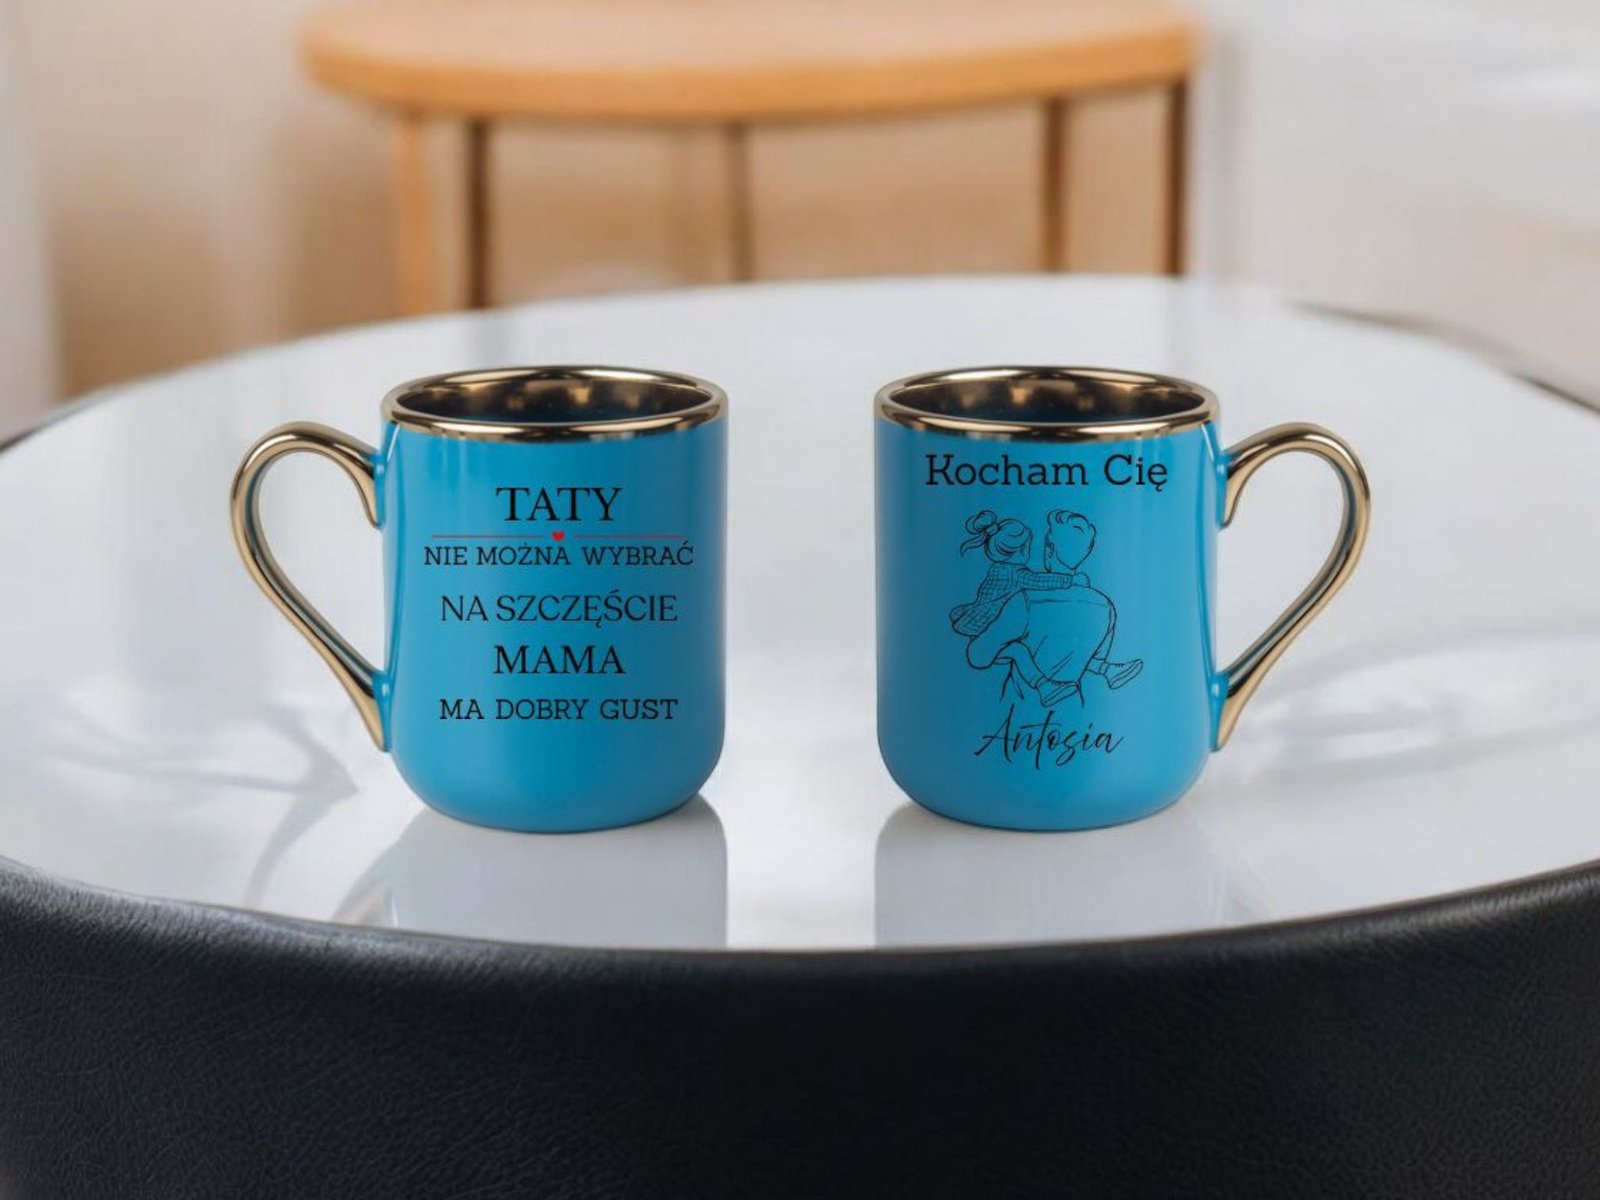 TATY
NIE MOŻNA WYBRAĆ
NA SZCZĘŚCIE
MAMA
MA DOBRY GUST
Kocham Cię
Antosia